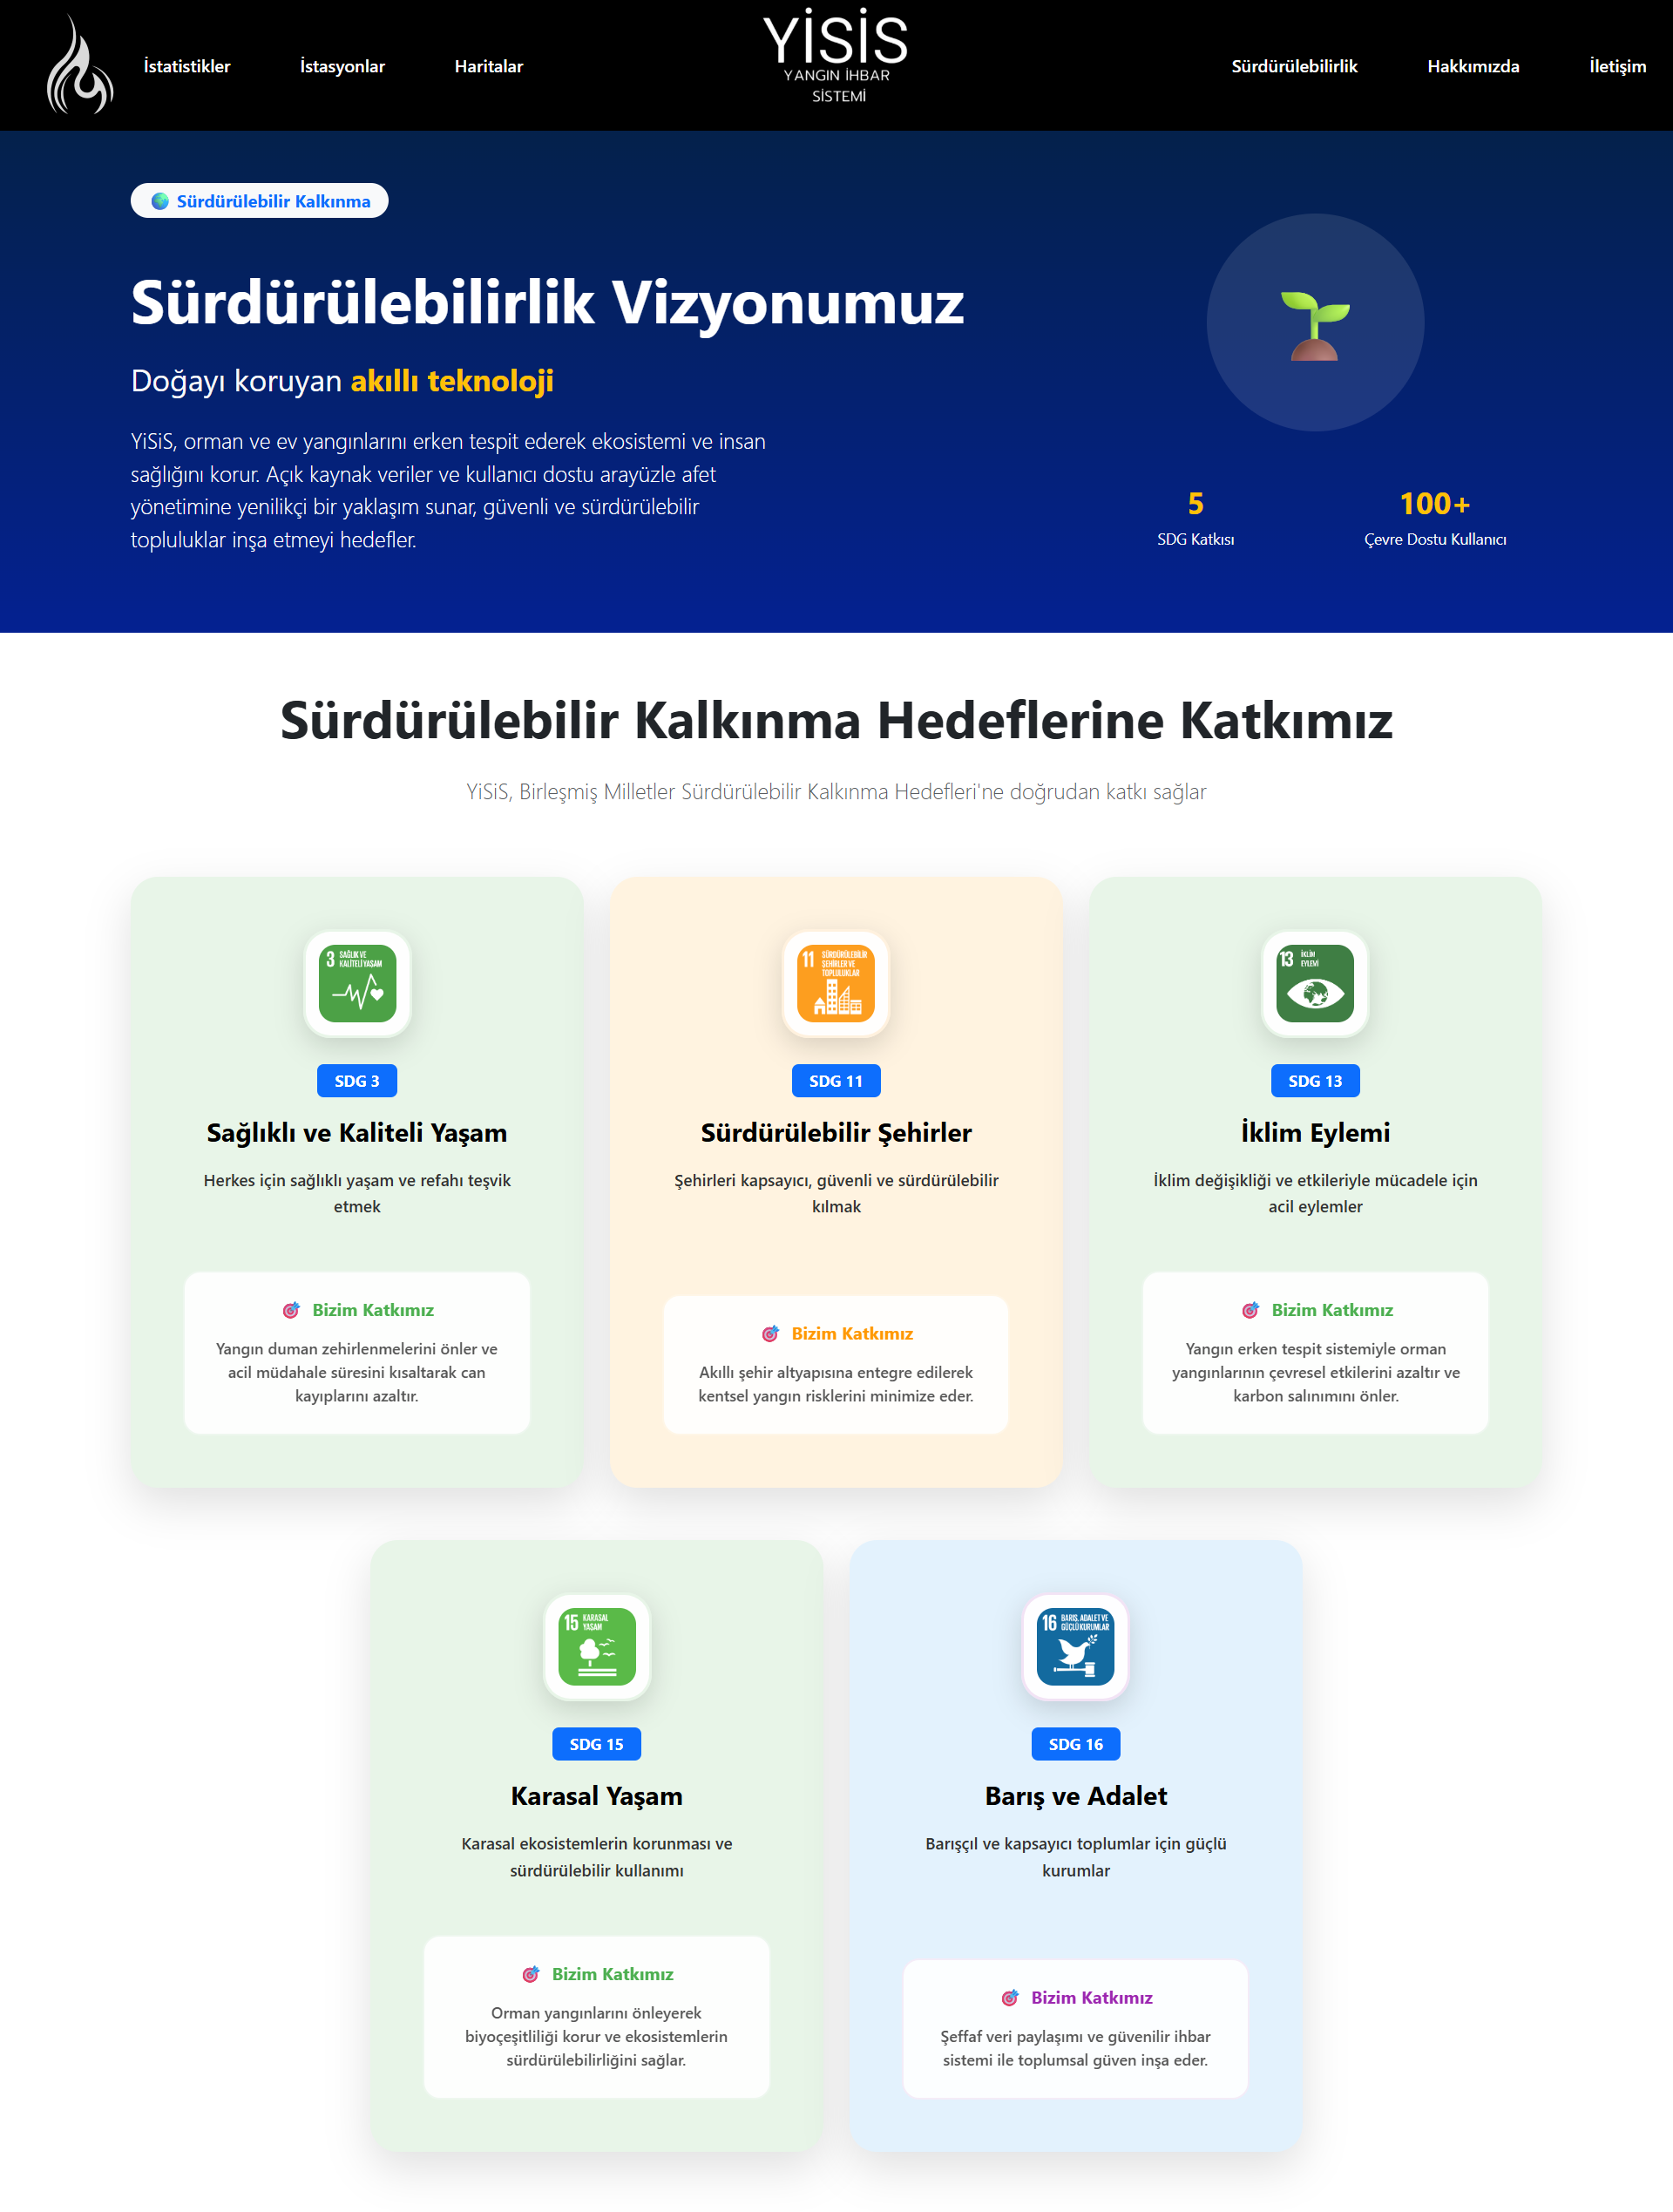 İstatistikler
İstasyonlar
Haritalar
YİSİS
YANGIN İHBAR
SİSTEMİ
Sürdürülebilirlik
Hakkımızda
İletişim
Sürdürülebilir Kalkınma
Sürdürülebilirlik Vizyonumuz
Doğayı koruyan akıllı teknoloji
YiSiS, orman ve ev yangınlarını erken tespit ederek ekosistemi ve insan
sağlığını korur. Açık kaynak veriler ve kullanıcı dostu arayüzle afet
yönetimine yenilikçi bir yaklaşım sunar, güvenli ve sürdürülebilir
topluluklar inşa etmeyi hedefler.
5
SDG Katkısı
100+
Çevre Dostu Kullanıcı
Sürdürülebilir Kalkınma Hedeflerine Katkımız
YiSiS, Birleşmiş Milletler Sürdürülebilir Kalkınma Hedefleri'ne doğrudan katkı sağlar
3 SAĞLIK VE
KALİTELİ YAŞAM
SDG 3
Sağlıklı ve Kaliteli Yaşam
Herkes için sağlıklı yaşam ve refahı teşvik
etmek
Bizim Katkımız
Yangın duman zehirlenmelerini önler ve
acil müdahale süresini kısaltarak can
kayıplarını azaltır.
11 SÜRDÜRÜLEBİLİR
ŞEHİRLER VE
TOPLULUKLAR
SDG 11
Sürdürülebilir Şehirler
Şehirleri kapsayıcı, güvenli ve sürdürülebilir
kılmak
Bizim Katkımız
Akıllı şehir altyapısına entegre edilerek
kentsel yangın risklerini minimize eder.
13 İKLİM
EYLEMİ
SDG 13
İklim Eylemi
İklim değişikliği ve etkileriyle mücadele için
acil eylemler
Bizim Katkımız
Yangın erken tespit sistemiyle orman
yangınlarının çevresel etkilerini azaltır ve
karbon salınımını önler.
15 KARASAL
YAŞAM
SDG 15
Karasal Yaşam
Karasal ekosistemlerin korunması ve
sürdürülebilir kullanımı
Bizim Katkımız
Orman yangınlarını önleyerek
biyoçeşitliliği korur ve ekosistemlerin
sürdürülebilirliğini sağlar.
16 BARIŞ, ADALET VE
GÜÇLÜ KURUMLAR
SDG 16
Barış ve Adalet
Barışçıl ve kapsayıcı toplumlar için güçlü
kurumlar
Bizim Katkımız
Şeffaf veri paylaşımı ve güvenilir ihbar
sistemi ile toplumsal güven inşa eder.